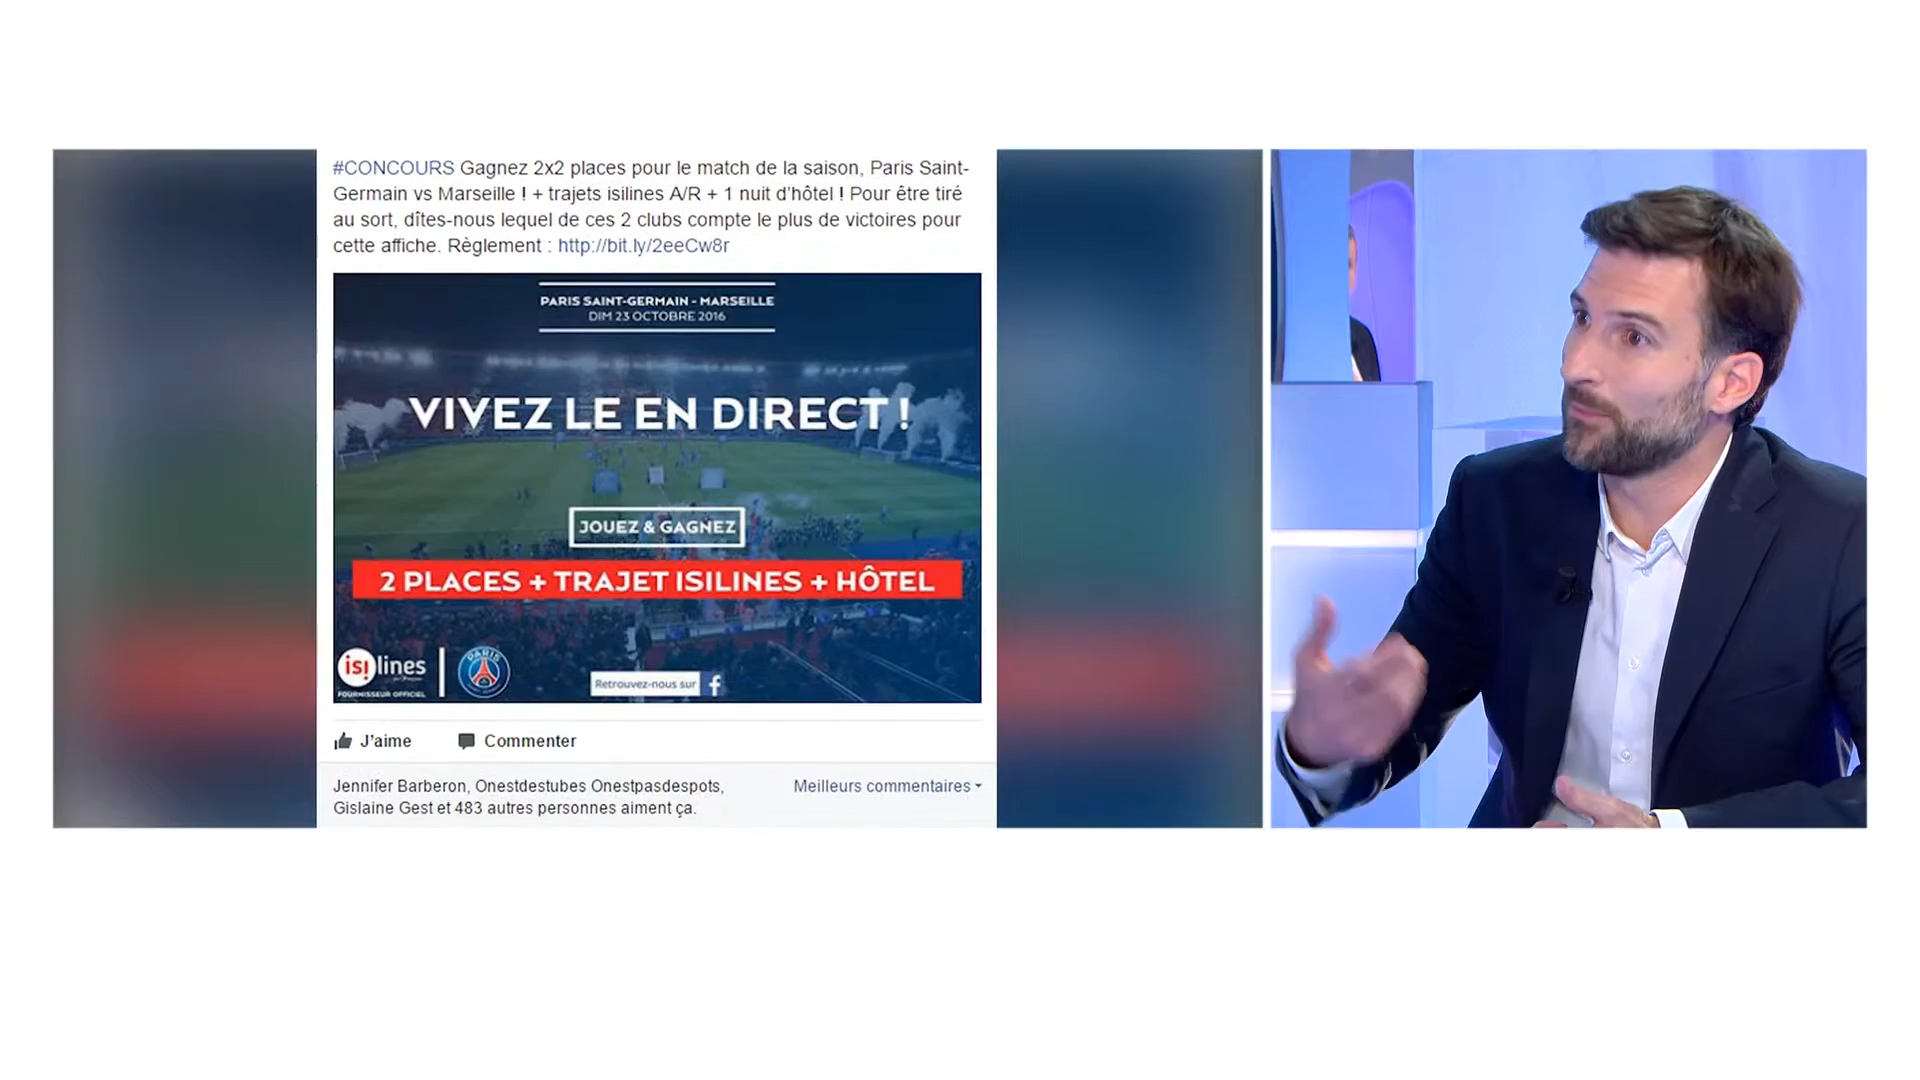 #CONCOURS Gagnez 2x2 places pour le match de la saison, Paris Saint-
Germain vs Marseille ! + trajets isilines A/R + 1 nuit d'hôtel ! Pour être tiré
au sort, dîtes-nous lequel de ces 2 clubs compte le plus de victoires pour
cette affiche. Règlement : http://bit.ly/2eeCw8r
PARIS SAINT-GERMAIN - MARSEILLE
DIM 23 OCTOBRE 2016
VIVEZ LE EN DIRECT !
JOUEZ & GAGNEZ
2 PLACES + TRAJET ISILINES + HÔTEL
isilines
FOURNISSEUR OFFICIEL
PARIS
Retrouvez-nous sur f
J'aime
Commenter
Jennifer Barberon, Onestdestubes Onestpasdespots,
Gislaine Gest et 483 autres personnes aiment ça.
Meilleurs commentaires